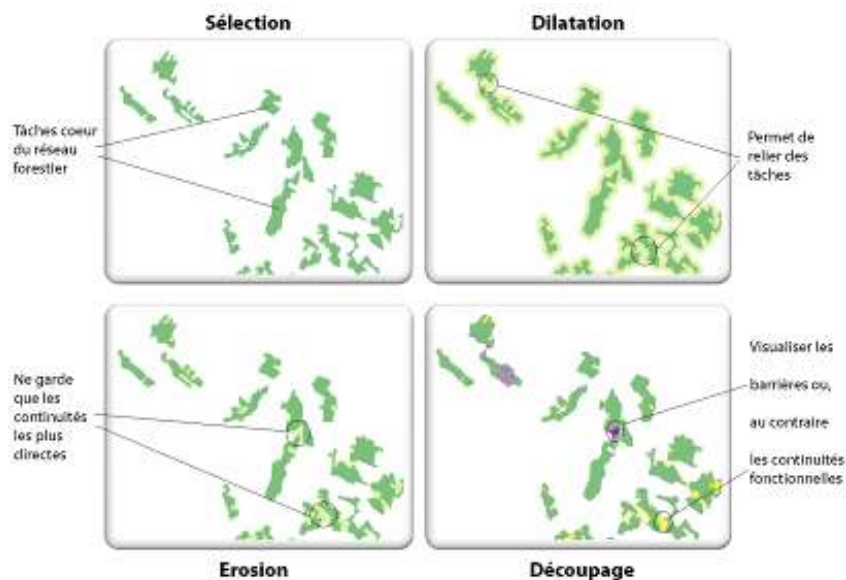 Sélection
Dilatation
Tâches coeur
du réseau
forestier
Permet de
relier des
tâches
Ne garde
que les
continuités
les plus
directes
Visualiser les
barrières ou,
au contraire
les continuités
fonctionnelles
Erosion
Découpage